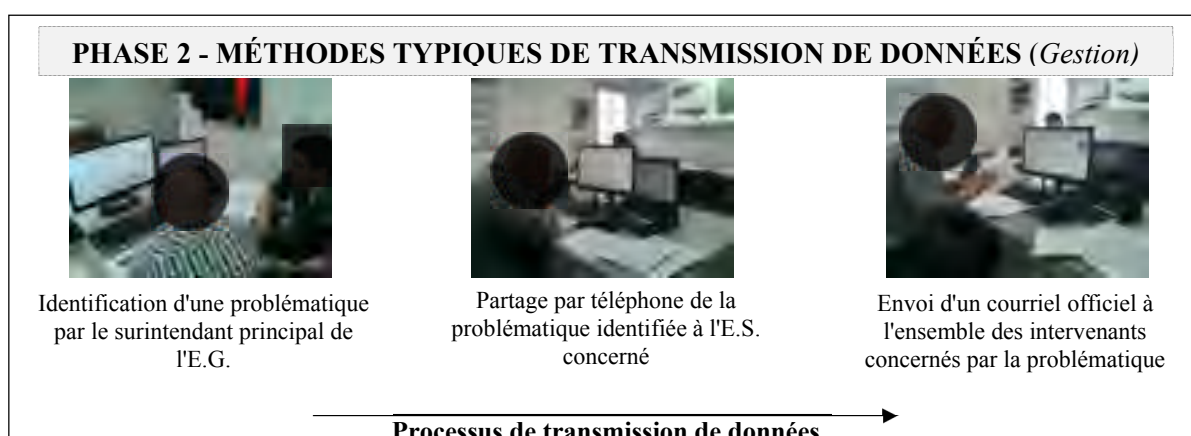 PHASE 2 - MÉTHODES TYPIQUES DE TRANSMISSION DE DONNÉES (Gestion)
Identification d'une problématique
par le surintendant principal de
l'E.G.
Partage par téléphone de la
problématique identifiée à l'E.S.
concerné
Envoi d'un courriel officiel à
l'ensemble des intervenants
concernés par la problématique
Processus de transmission de données